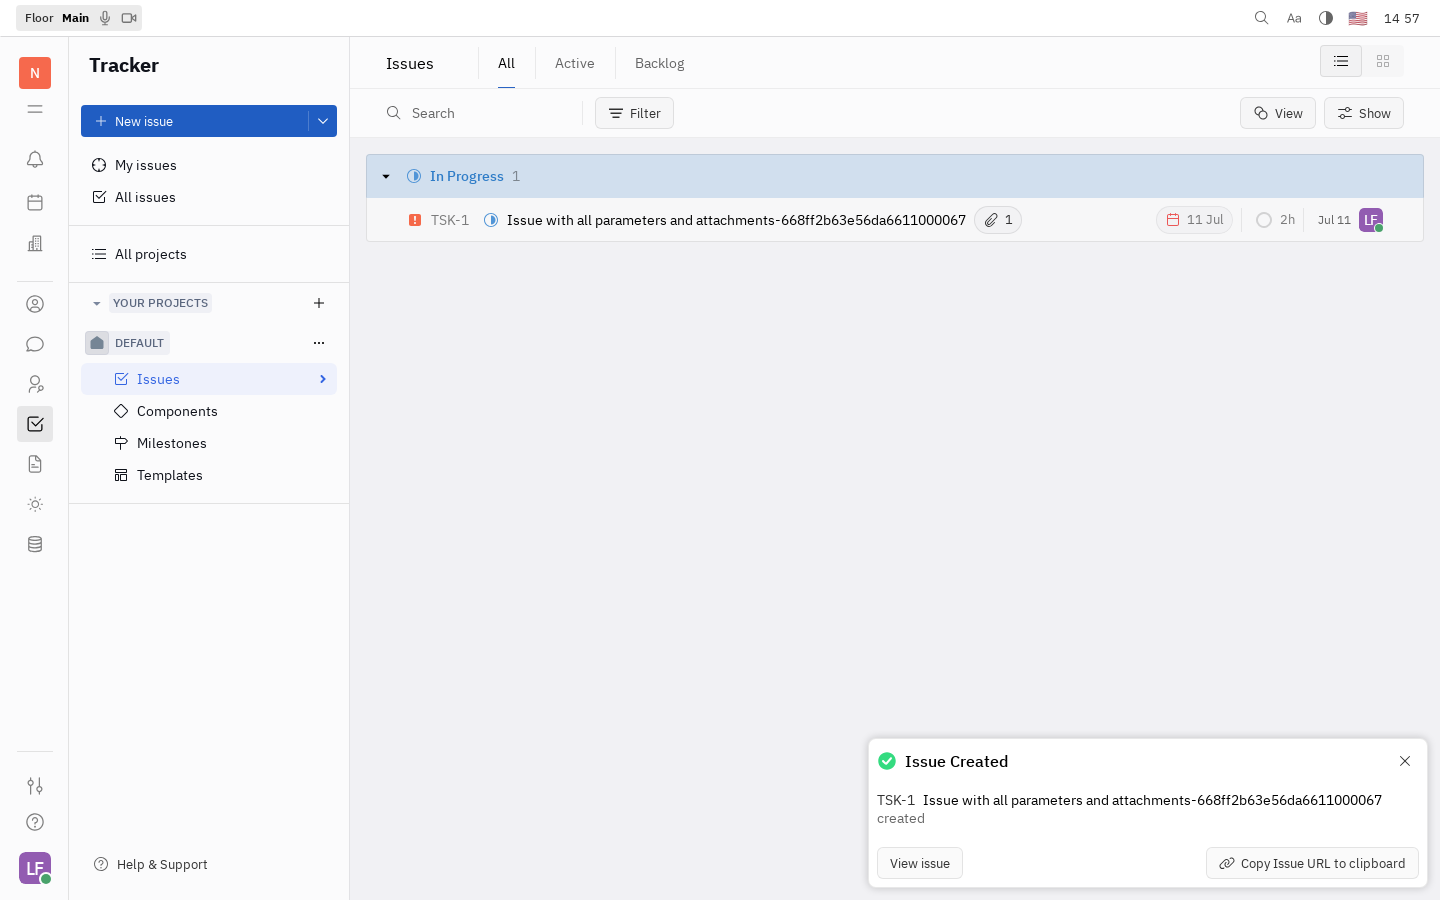 Floor Main
Aa
14 57
N
Tracker
New issue
My issues
All issues
All projects
YOUR PROJECTS
DEFAULT
Issues
Components
Milestones
Templates
Help & Support
LF
Issues
All
Active
Backlog
Search
Filter
View
Show
In Progress 1
TSK-1 Issue with all parameters and attachments-668ff2b63e56da6611000067 1 11 Jul 2h Jul 11 LF
Issue Created
TSK-1 Issue with all parameters and attachments-668ff2b63e56da6611000067
created
View issue
Copy Issue URL to clipboard